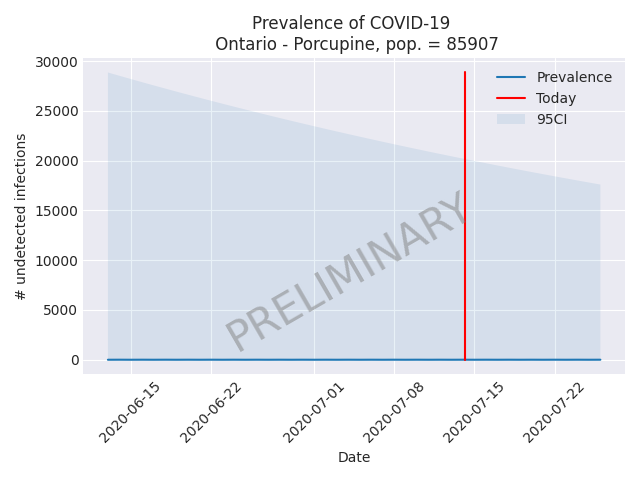 Prevalence of COVID-19
Ontario - Porcupine, pop. = 85907
30000
25000
20000
15000
10000
5000
0
# undetected infections
Prevalence
Today
95CI
PRELIMINARY
2020-06-15
2020-06-22
2020-07-01
2020-07-08
2020-07-15
2020-07-22
Date